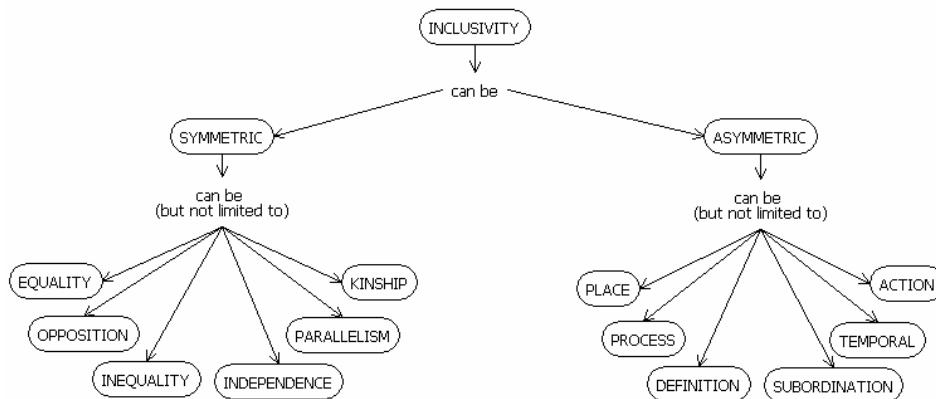 INCLUSIVITY
can be
SYMMETRIC
ASYMMETRIC
can be
(but not limited to)
can be
(but not limited to)
EQUALITY
KINSHIP
OPPOSITION
PARALLELISM
INEQUALITY
INDEPENDENCE
PLACE
ACTION
PROCESS
TEMPORAL
DEFINITION
SUBORDINATION